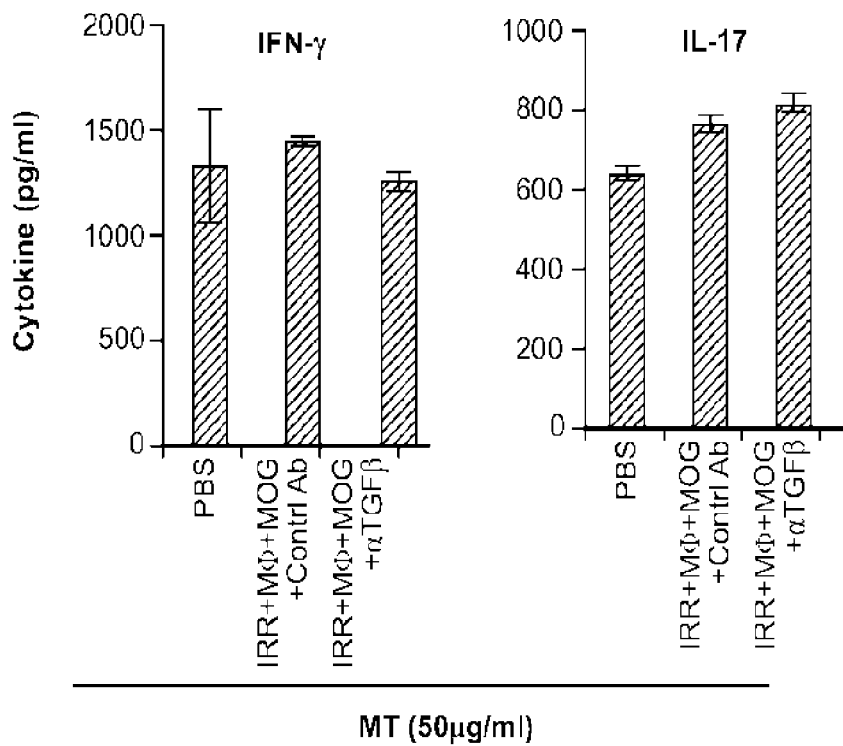 Cytokine (pg/ml)
IFN-γ
2000
1500
1000
500
0
PBS
IRR+MΦ+MOG
+Contrl Ab
IRR+MΦ+MOG
+αTGFβ
IL-17
1000
800
600
400
200
0
PBS
IRR+MΦ+MOG
+Contrl Ab
IRR+MΦ+MOG
+αTGFβ
MT (50μg/ml)